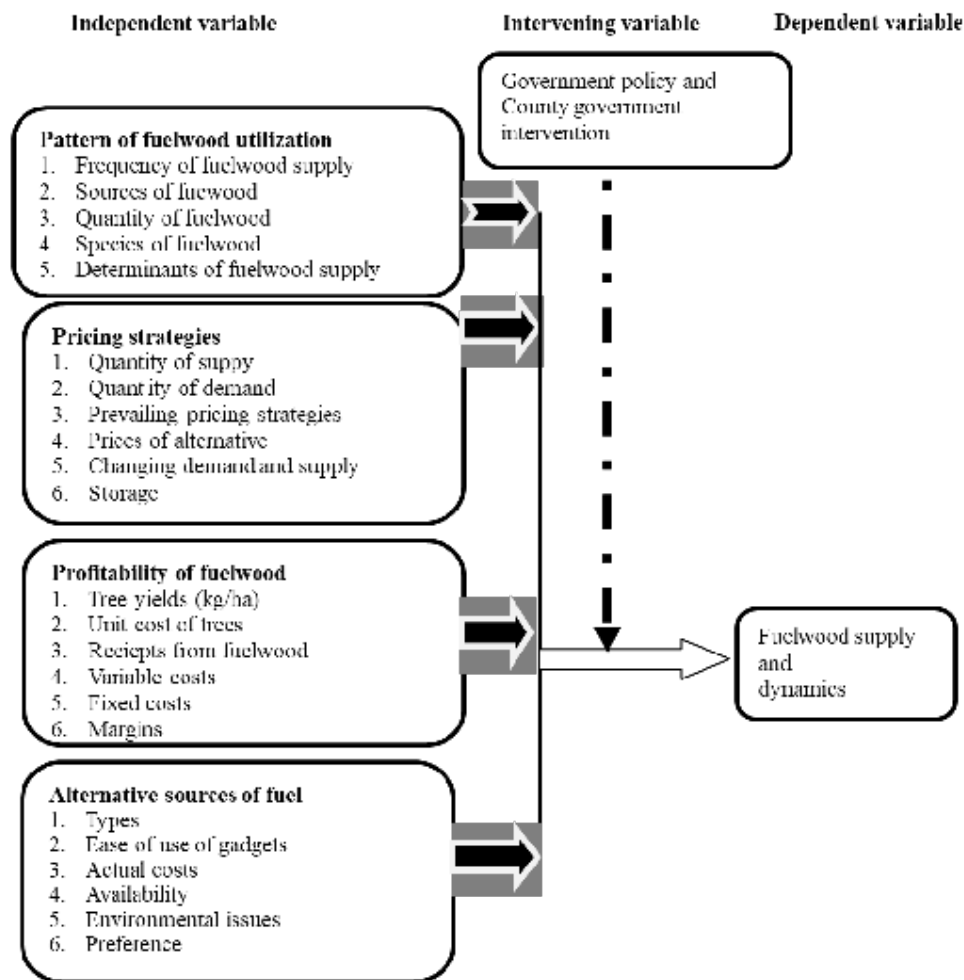 Independent variable
Intervening variable
Dependent variable
Government policy and
County government
intervention
Pattern of fuelwood utilization
1. Frequency of fuelwood supply
2. Sources of fuewood
3. Quantity of fuelwood
4 Species of fuelwood
5. Determinants of fuelwood supply
Pricing strategies
1. Quantity of suppy
2. Quantity of demand
3. Prevailing pricing strategies
4. Prices of alternative
5. Changing demand and supply
6. Storage
Profitability of fuelwood
1. Tree yields (kg/ha)
2. Unit cost of trees
3. Reciepts from fuelwood
4. Variable costs
5. Fixed costs
6. Margins
Fuelwood supply
and
dynamics
Alternative sources of fuel
1. Types
2. Ease of use of gadgets
3. Actual costs
4. Availability
5. Environmental issues
6. Preference